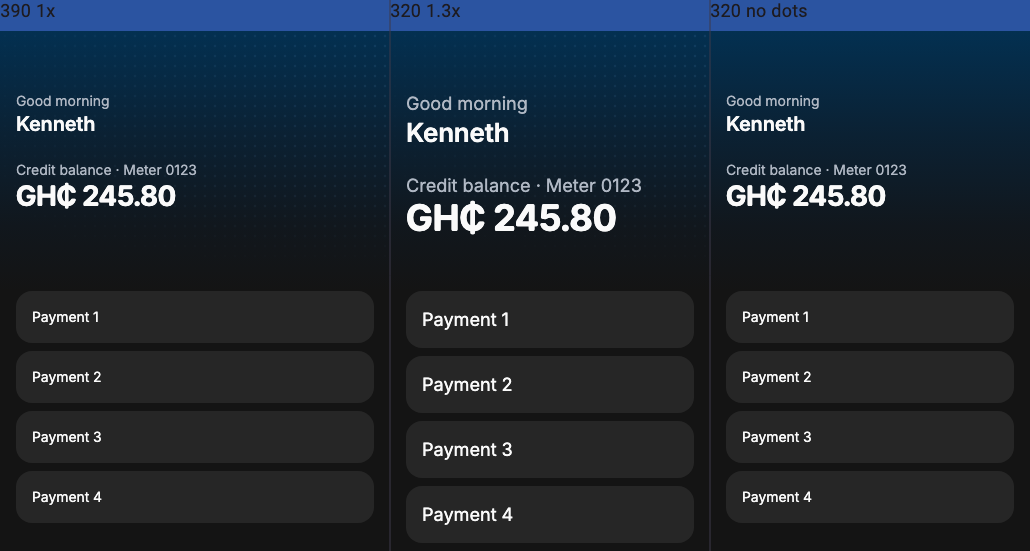 390 1x
Good morning
Kenneth
Credit balance · Meter 0123
GH₵ 245.80
Payment 1
Payment 2
Payment 3
Payment 4
320 1.3x
Good morning
Kenneth
Credit balance · Meter 0123
GH₵ 245.80
Payment 1
Payment 2
Payment 3
Payment 4
320 no dots
Good morning
Kenneth
Credit balance · Meter 0123
GH₵ 245.80
Payment 1
Payment 2
Payment 3
Payment 4